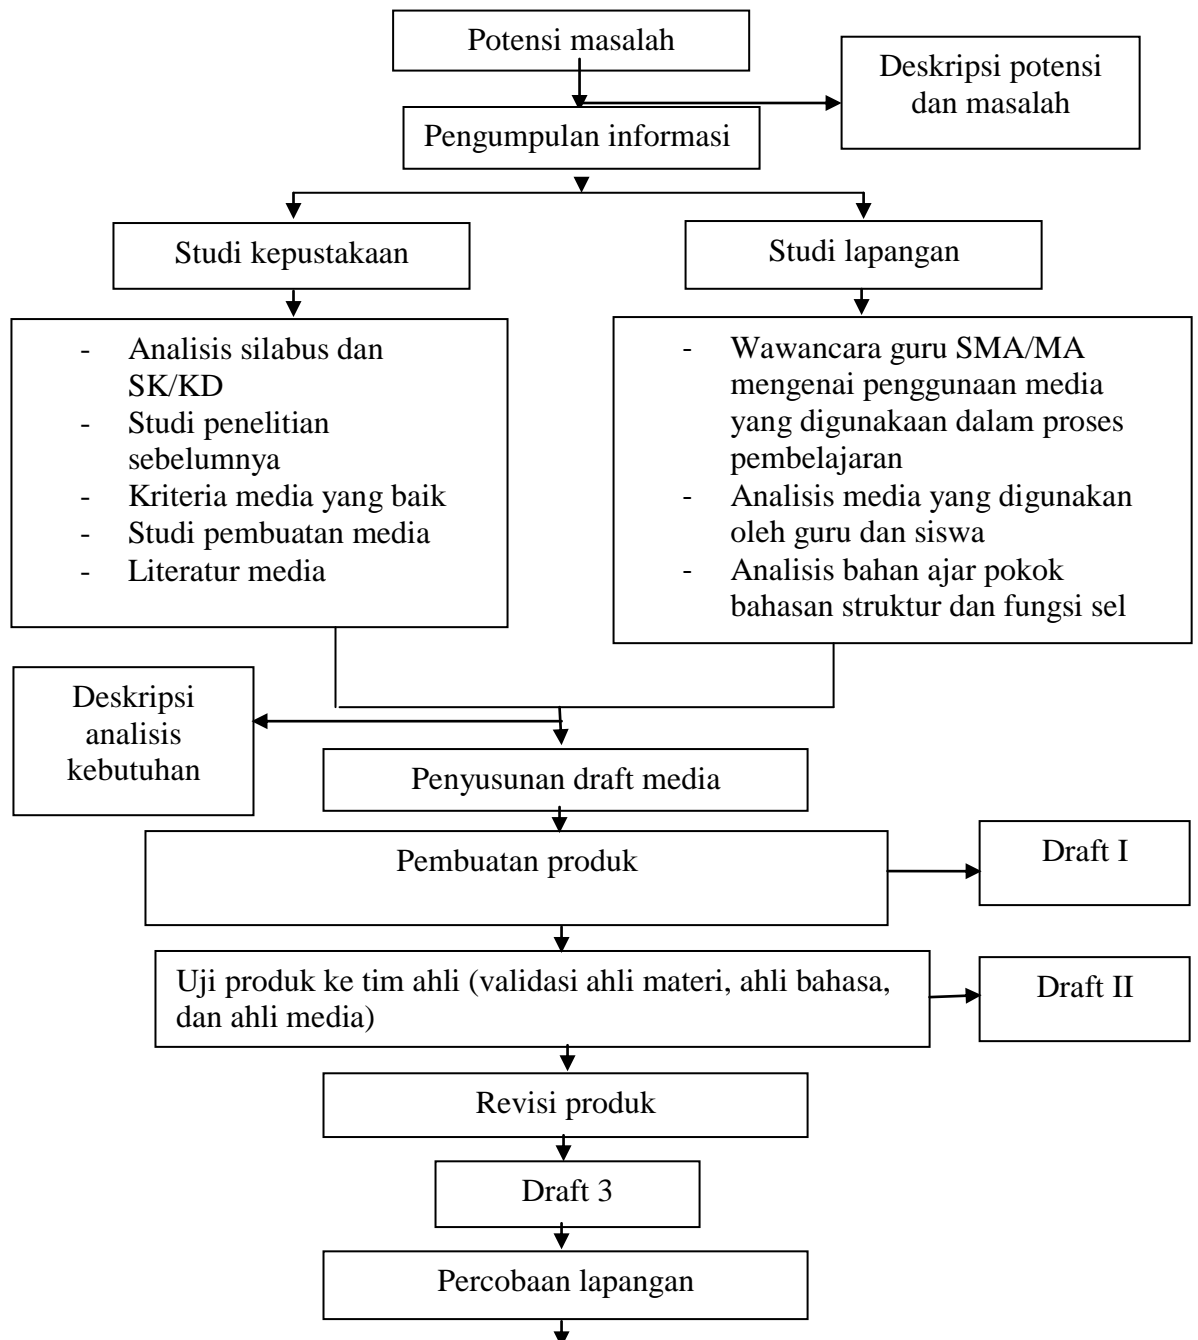 Potensi masalah
Deskripsi potensi
dan masalah
Pengumpulan informasi
Studi kepustakaan
Studi lapangan
- Analisis silabus dan
SK/KD
- Studi penelitian
sebelumnya
- Kriteria media yang baik
- Studi pembuatan media
- Literatur media
- Wawancara guru SMA/MA
mengenai penggunaan media
yang digunakaan dalam proses
pembelajaran
- Analisis media yang digunakan
oleh guru dan siswa
- Analisis bahan ajar pokok
bahasan struktur dan fungsi sel
Deskripsi
analisis
kebutuhan
Penyusunan draft media
Pembuatan produk
Draft I
Uji produk ke tim ahli (validasi ahli materi, ahli bahasa,
dan ahli media)
Draft II
Revisi produk
Draft 3
Percobaan lapangan